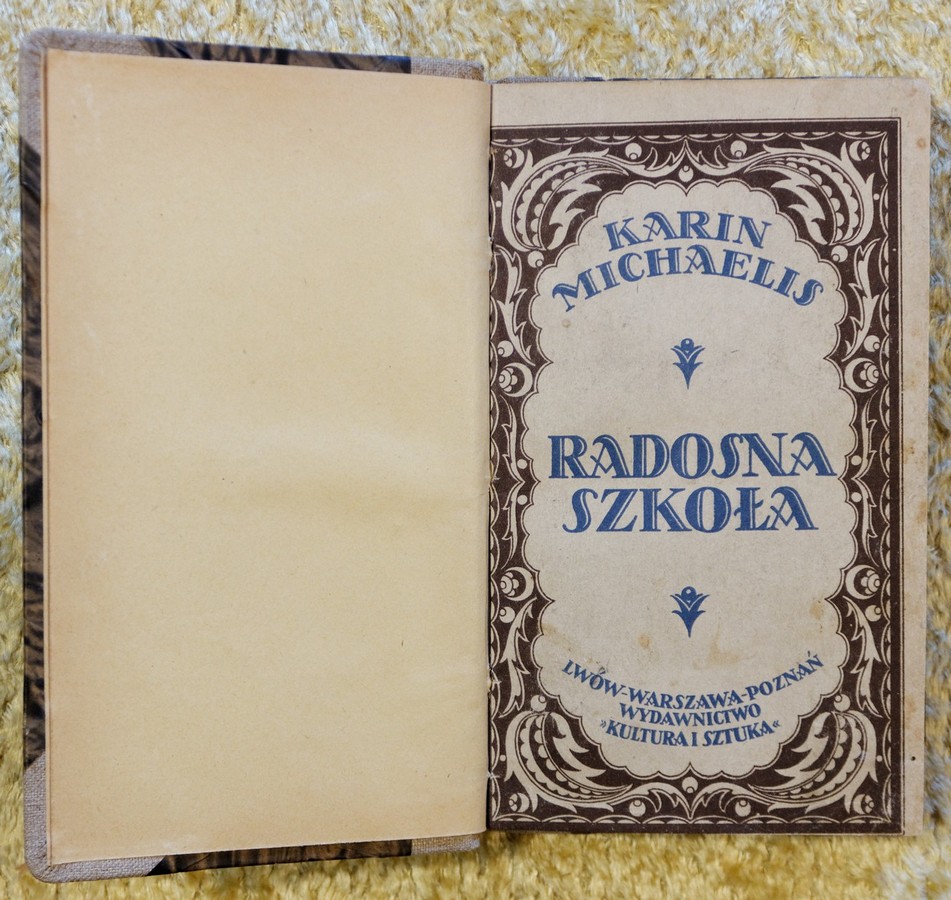 KARIN
MICHAELIS
RADOSNA
SZKOŁA
LWÓW-WARSZAWA-POZNAŃ
WYDAWNICTWO
»KULTURA I SZTUKA«